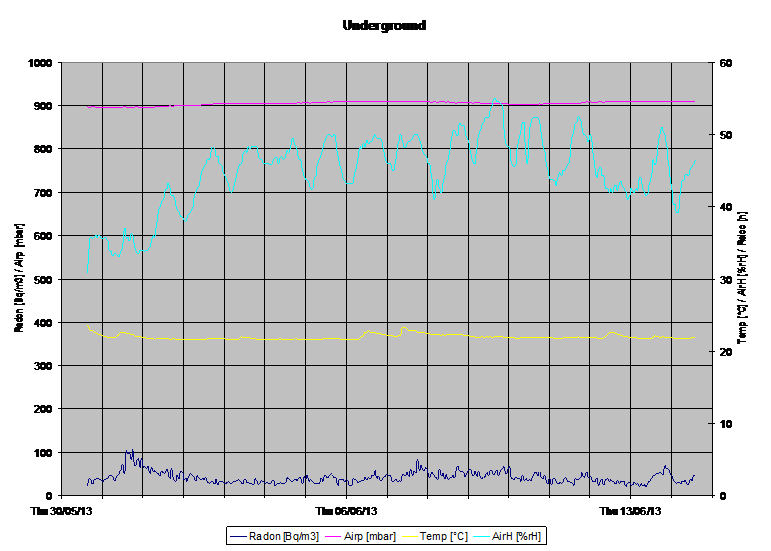 Underground
1000
900
800
700
600
500
400
300
200
100
0
60
50
40
30
20
10
0
Radon [Bq/m3] / Airp [mbar]
Temp [°C] / AirH [%rH] / Raico [h]
Thu 30/05/13
Thu 06/06/13
Thu 13/06/13
Radon [Bq/m3] Airp [mbar] Temp [°C] AirH [%rH]